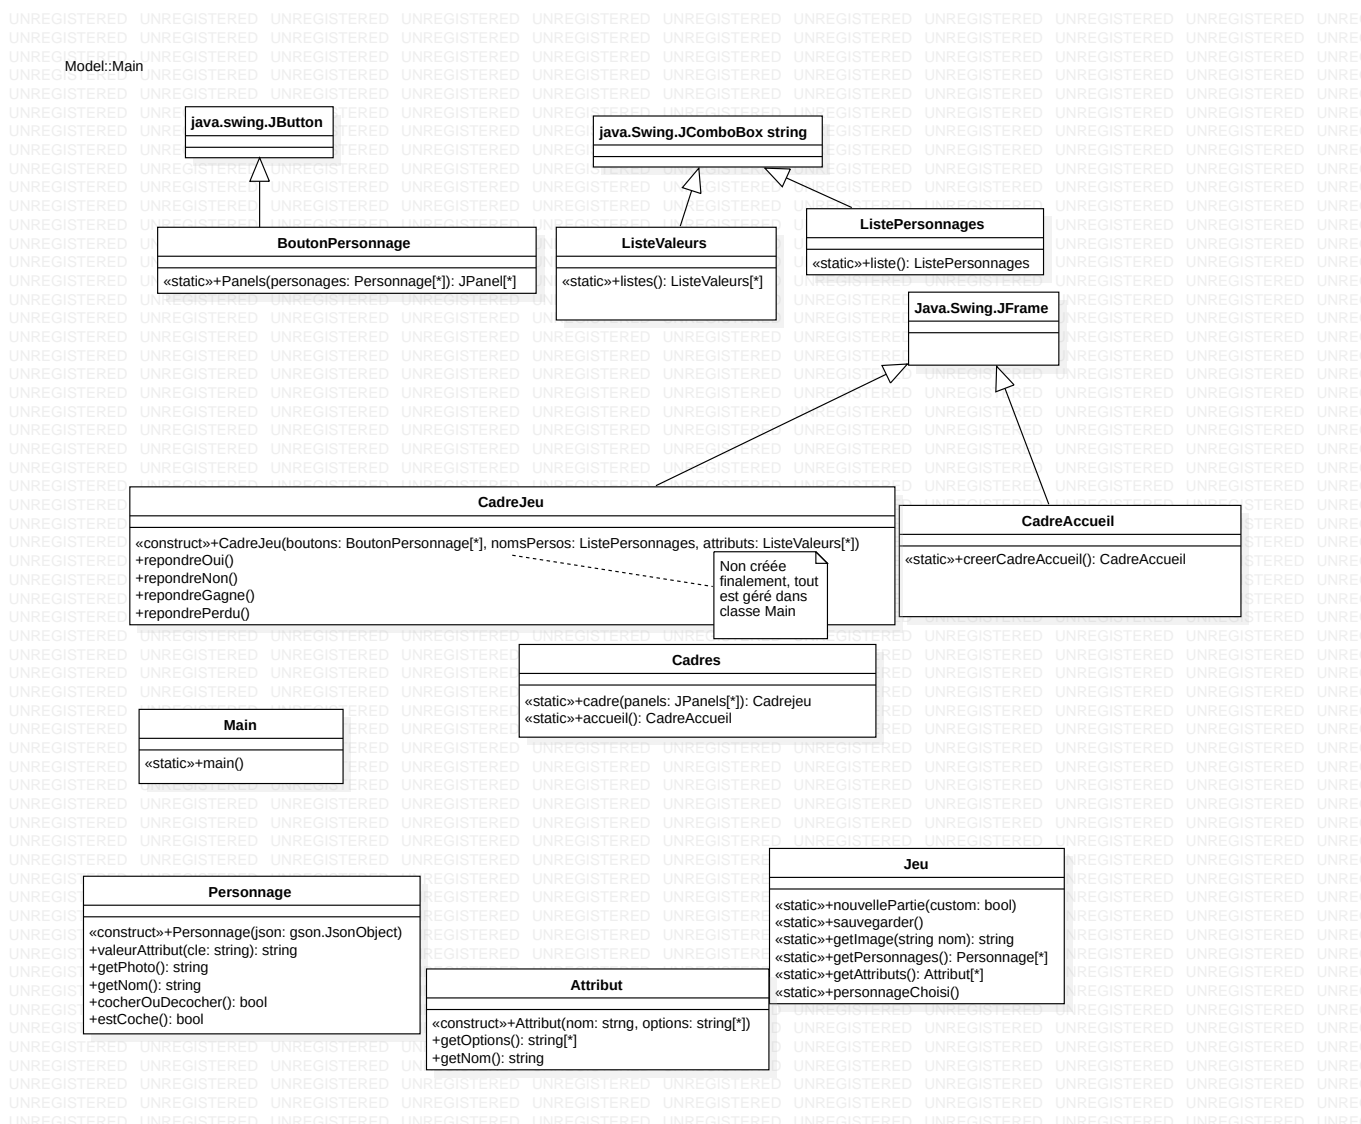 Model::Main
java.swing.JButton
java.Swing.JComboBox string
BoutonPersonnage
«static»+Panels(personages: Personnage[*]): JPanel[*]
ListeValeurs
«static»+listes(): ListeValeurs[*]
ListePersonnages
«static»+liste(): ListePersonnages
Java.Swing.JFrame
CadreJeu
«construct»+CadreJeu(boutons: BoutonPersonnage[*], nomsPersos: ListePersonnages, attributs: ListeValeurs[*])
+repondreOui()
+repondreNon()
+repondreGagne()
+repondrePerdu()
Non créée
finalement, tout
est géré dans
classe Main
CadreAccueil
«static»+creerCadreAccueil(): CadreAccueil
Cadres
«static»+cadre(panels: JPanels[*]): Cadrejeu
«static»+accueil(): CadreAccueil
Main
«static»+main()
Personnage
«construct»+Personnage(json: gson.JsonObject)
+valeurAttribut(cle: string): string
+getPhoto(): string
+getNom(): string
+cocherOuDecocher(): bool
+estCoche(): bool
Attribut
«construct»+Attribut(nom: strng, options: string[*])
+getOptions(): string[*]
+getNom(): string
Jeu
«static»+nouvellePartie(custom: bool)
«static»+sauvegarder()
«static»+getImage(string nom): string
«static»+getPersonnages(): Personnage[*]
«static»+getAttributs(): Attribut[*]
«static»+personnageChoisi()
UNREGISTERED